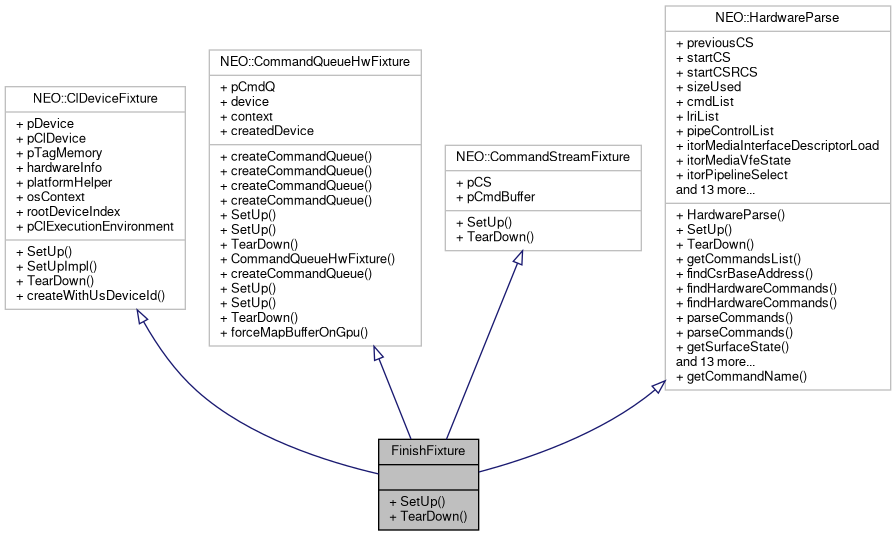 NEO::ClDeviceFixture
+ pDevice
+ pClDevice
+ pTagMemory
+ hardwareInfo
+ platformHelper
+ osContext
+ rootDeviceIndex
+ pClExecutionEnvironment
+ SetUp()
+ SetUpImpl()
+ TearDown()
+ createWithUsDeviceId()
NEO::CommandQueueHwFixture
+ pCmdQ
+ device
+ context
+ createdDevice
+ createCommandQueue()
+ createCommandQueue()
+ createCommandQueue()
+ createCommandQueue()
+ SetUp()
+ SetUp()
+ TearDown()
+ CommandQueueHwFixture()
+ createCommandQueue()
+ SetUp()
+ SetUp()
+ TearDown()
+ forceMapBufferOnGpu()
NEO::CommandStreamFixture
+ pCS
+ pCmdBuffer
+ SetUp()
+ TearDown()
NEO::HardwareParse
+ previousCS
+ startCS
+ startCSRCS
+ sizeUsed
+ cmdList
+ lriList
+ pipeControlList
+ itorMediaInterfaceDescriptorLoad
+ itorMediaVfeState
+ itorPipelineSelect
and 13 more...
+ HardwareParse()
+ SetUp()
+ TearDown()
+ getCommandsList()
+ findCsrBaseAddress()
+ findHardwareCommands()
+ findHardwareCommands()
+ parseCommands()
+ parseCommands()
+ getSurfaceState()
and 13 more...
+ getCommandName()
FinishFixture
+ SetUp()
+ TearDown()